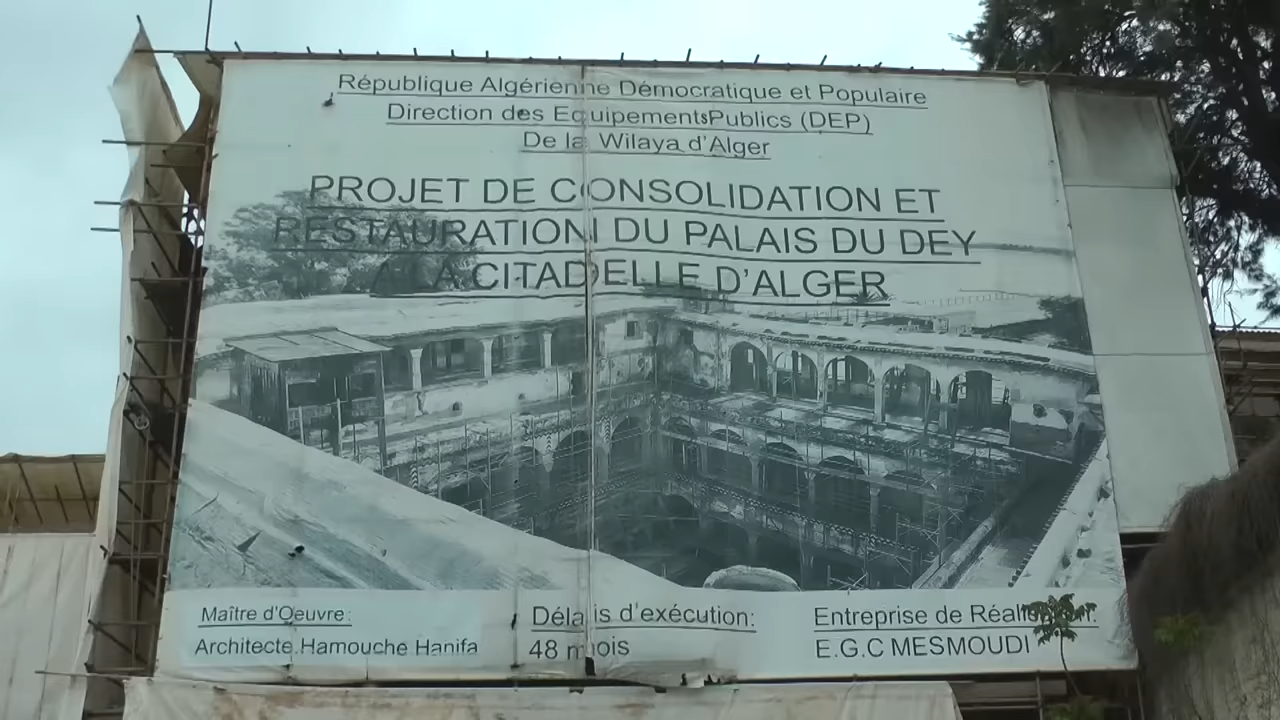 République Algérienne Démocratique et Populaire
Direction des EquipementsPublics (DEP)
De la Wilaya d'Alger
PROJET DE CONSOLIDATION ET
RESTAURATION DU PALAIS DU DEY
A LA CITADELLE D'ALGER
Maître d'Oeuvre:
Architecte.Hamouche Hanifa
Délais d'exécution:
48 mois
Entreprise de Réalisation:
E.G.C MESMOUDI